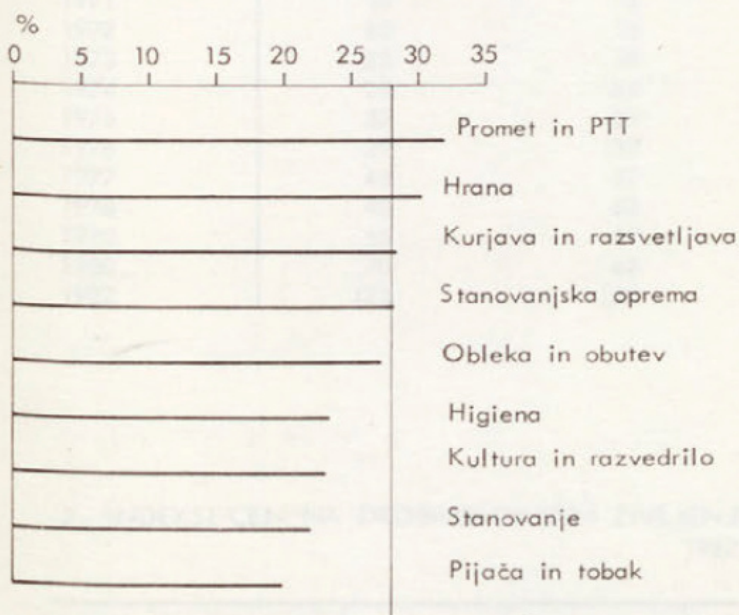 %
0 5 10 15 20 25 30 35
Promet in PTT
Hrana
Kurjava in razsvetljava
Stanovanjska oprema
Obleka in obutev
Higiena
Kultura in razvedrilo
Stanovanje
Pijača in tobak